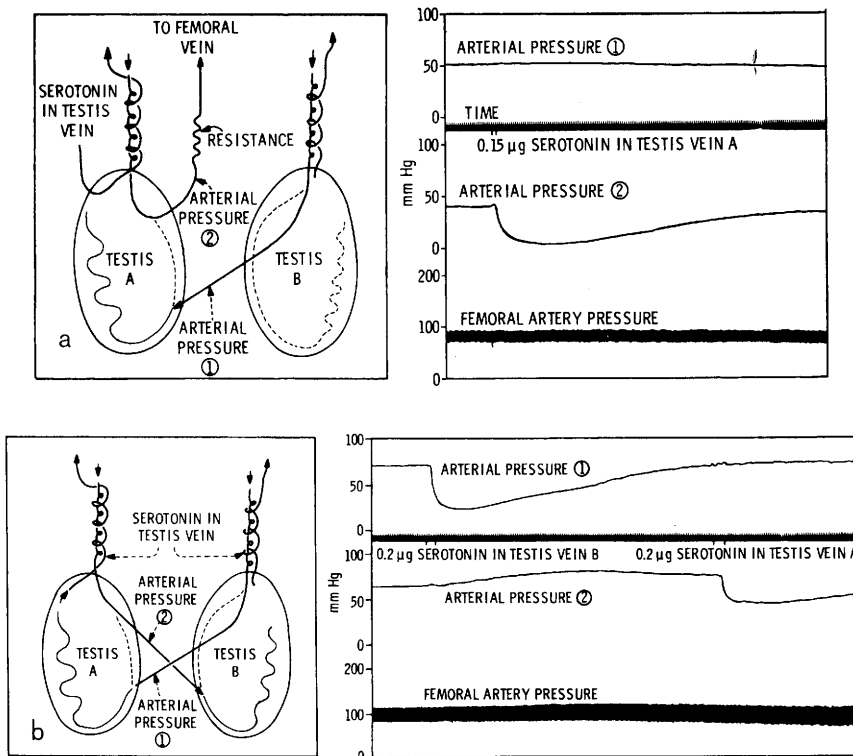 TO FEMORAL
VEIN
SEROTONIN
IN TESTIS
VEIN
RESISTANCE
ARTERIAL
PRESSURE
②
TESTIS
A
TESTIS
B
ARTERIAL
PRESSURE
①
a
100
ARTERIAL PRESSURE ①
50
0
TIME
0.15 µg SEROTONIN IN TESTIS VEIN A
100
mm Hg
ARTERIAL PRESSURE ②
50
0
200
FEMORAL ARTERY PRESSURE
100
0
SEROTONIN IN
TESTIS VEIN
ARTERIAL
PRESSURE
②
TESTIS
A
TESTIS
B
ARTERIAL
PRESSURE
①
b
100
ARTERIAL PRESSURE ①
50
0
0.2 µg SEROTONIN IN TESTIS VEIN B 0.2 µg SEROTONIN IN TESTIS VEIN A
100
mm Hg
50
ARTERIAL PRESSURE ②
0
200
FEMORAL ARTERY PRESSURE
100
0